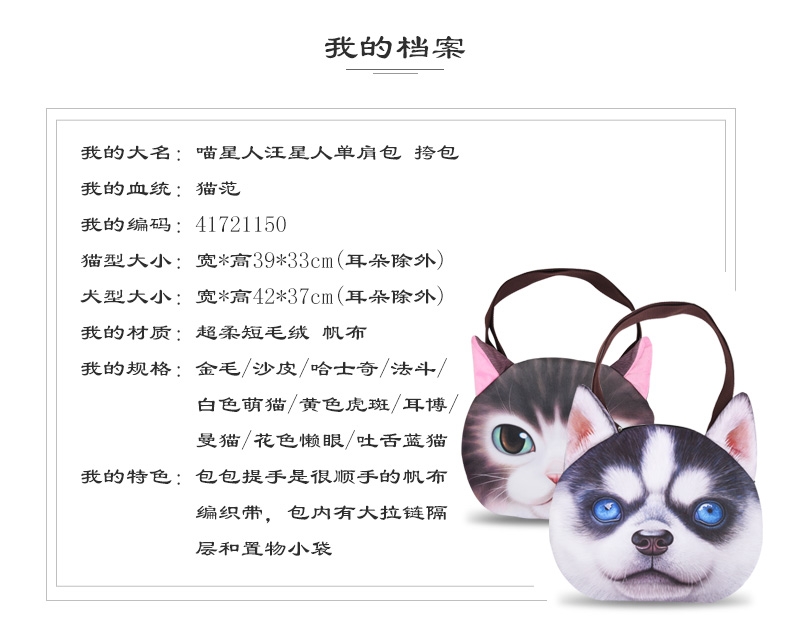 我的档案
我的大名：喵星人汪星人单肩包 挎包
我的血统：猫范
我的编码：41721150
猫型大小：宽*高39*33cm(耳朵除外)
犬型大小：宽*高42*37cm(耳朵除外)
我的材质：超柔短毛绒 帆布
我的规格：金毛/沙皮/哈士奇/法斗/
白色萌猫/黄色虎斑/耳博/
曼猫/花色懒眼/吐舌蓝猫
我的特色：包包提手是很顺手的帆布
编织带，包内有大拉链隔
层和置物小袋